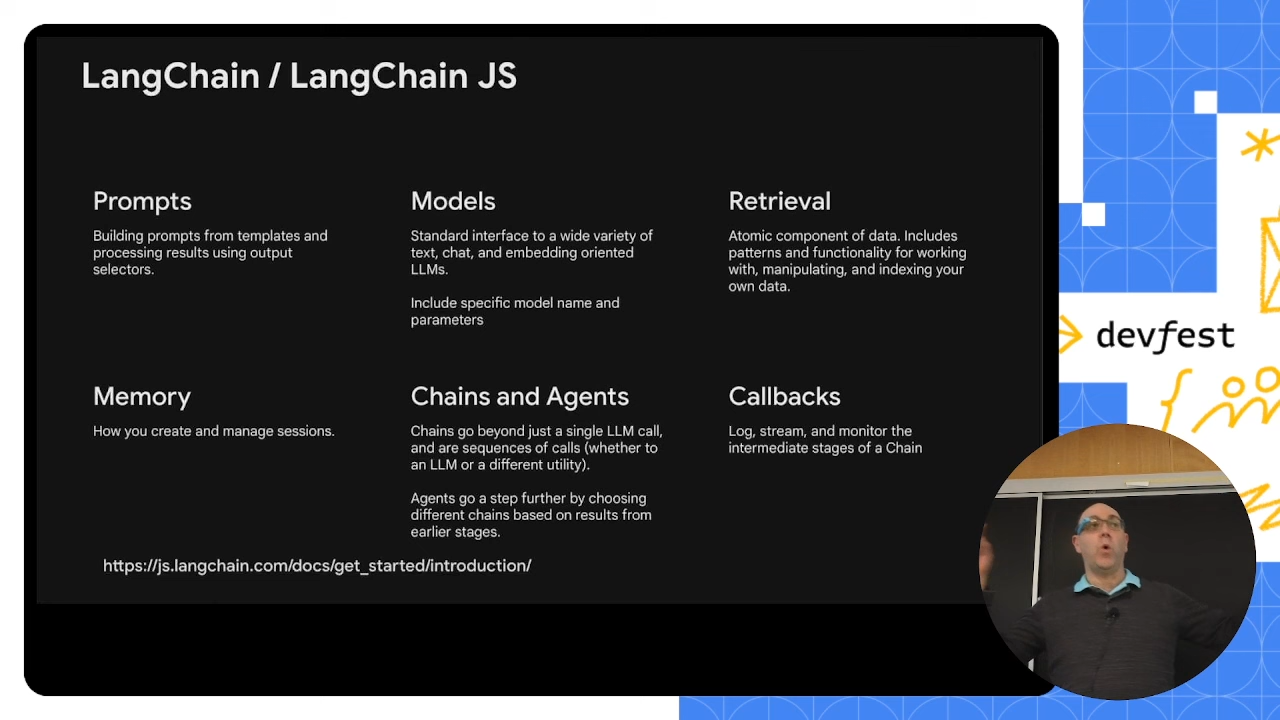 LangChain / LangChain JS
Prompts
Building prompts from templates and
processing results using output
selectors.
Models
Standard interface to a wide variety of
text, chat, and embedding oriented
LLMs.
Include specific model name and
parameters
Retrieval
Atomic component of data. Includes
patterns and functionality for working
with, manipulating, and indexing your
own data.
Memory
How you create and manage sessions.
Chains and Agents
Chains go beyond just a single LLM call,
and are sequences of calls (whether to
an LLM or a different utility).
Agents go a step further by choosing
different chains based on results from
earlier stages.
Callbacks
Log, stream, and monitor the
intermediate stages of a Chain
https://js.langchain.com/docs/get_started/introduction/
devfest